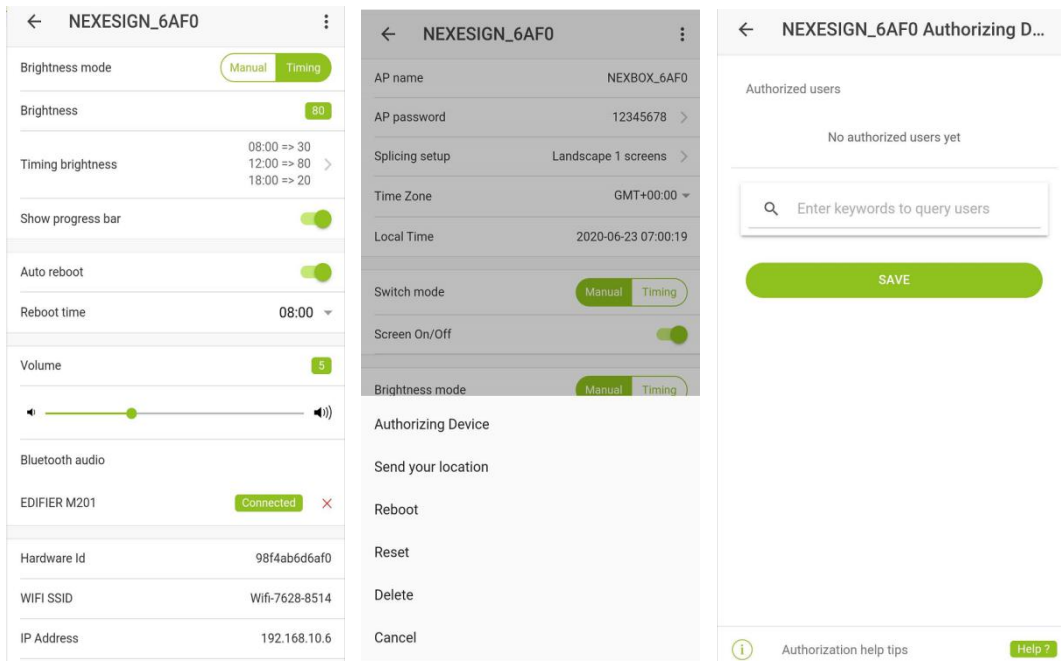 NEXESIGN_6AF0
Brightness mode Manual Timing
Brightness 80
08:00 => 30
Timing brightness 12:00 => 80
18:00 => 20
Show progress bar
Auto reboot
Reboot time 08:00
Volume 5
Bluetooth audio
EDIFIER M201 Connected
Hardware Id 98f4ab6d6af0
WIFI SSID Wifi-7628-8514
IP Address 192.168.10.6
NEXESIGN_6AF0
AP name NEXBOX_6AF0
AP password 12345678
Splicing setup Landscape 1 screens
Time Zone GMT+00:00
Local Time 2020-06-23 07:00:19
Switch mode Manual Timing
Screen On/Off
Brightness mode Manual Timing
Authorizing Device
Send your location
Reboot
Reset
Delete
Cancel
NEXESIGN_6AF0 Authorizing D...
Authorized users
No authorized users yet
Enter keywords to query users
SAVE
Authorization help tips Help ?